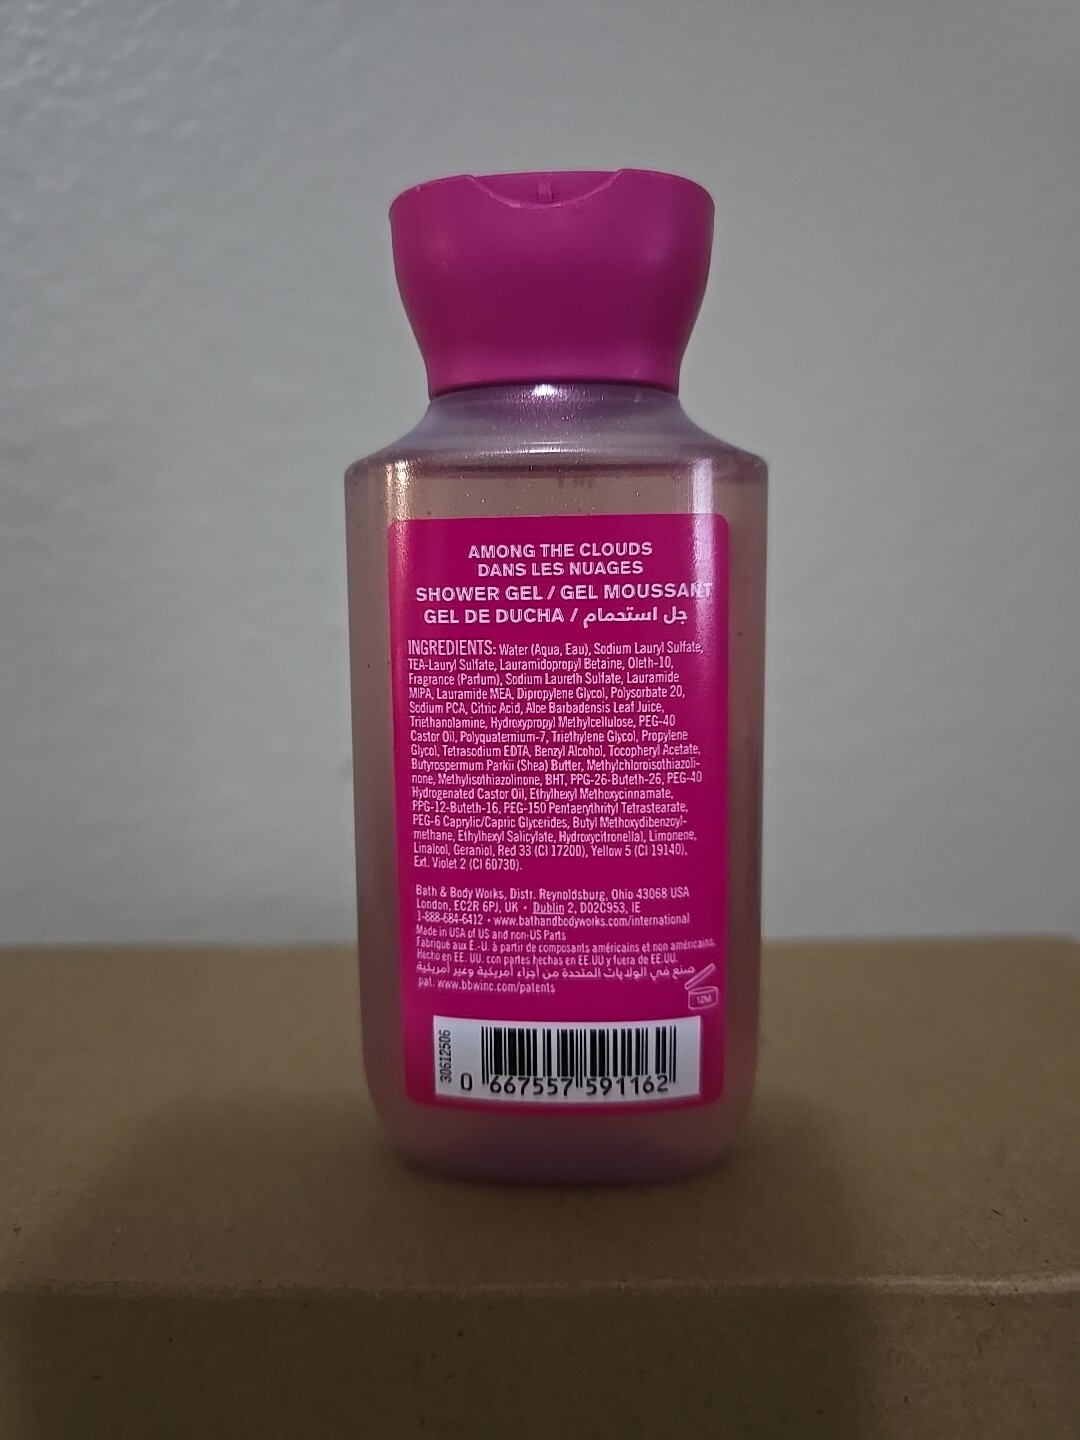 AMONG THE CLOUDS
DANS LES NUAGES
SHOWER GEL / GEL MOUSSANT
GEL DE DUCHA / جل استحمام
INGREDIENTS: Water (Aqua, Eau), Sodium Lauryl Sulfate,
TEA-Lauryl Sulfate, Lauramidopropyl Betaine, Oleth-10,
Fragrance (Parfum), Sodium Laureth Sulfate, Lauramide
MIPA, Lauramide MEA, Dipropylene Glycol, Polysorbate 20,
Sodium PCA, Citric Acid, Aloe Barbadensis Leaf Juice,
Triethanolamine, Hydroxypropyl Methylcellulose, PEG-40
Castor Oil, Polyquaternium-7, Triethylene Glycol, Propylene
Glycol, Tetrasodium EDTA, Benzyl Alcohol, Tocopheryl Acetate,
Butyrospermum Parkii (Shea) Butter, Methylchloroisothiazoli-
none, Methylisothiazolinone, BHT, PPG-26-Buteth-26, PEG-40
Hydrogenated Castor Oil, Ethylhexyl Methoxycinnamate,
PPG-12-Buteth-16, PEG-150 Pentaerythrityl Tetrastearate,
PEG-6 Caprylic/Capric Glycerides, Butyl Methoxydibenzoyl-
methane, Ethylhexyl Salicylate, Hydroxycitronellal, Limonene,
Linalool, Geraniol, Red 33 (CI 17200), Yellow 5 (CI 19140),
Ext. Violet 2 (CI 60730).
Bath & Body Works, Distr. Reynoldsburg, Ohio 43068 USA
London, EC2R 6PJ, UK • Dublin 2, D02C953, IE
1-888-684-6412 • www.bathandbodyworks.com/international
Made in USA of US and non-US Parts
Fabriqué aux É.-U. à partir de composants américains et non américains.
Hecho en EE. UU. con partes hechas en EE.UU y fuera de EE.UU.
صنع في الولايات المتحدة من أجزاء أمريكية وغير أمريكية
pat. www.bbwinc.com/patents
12M
30612506
0 667557 591162